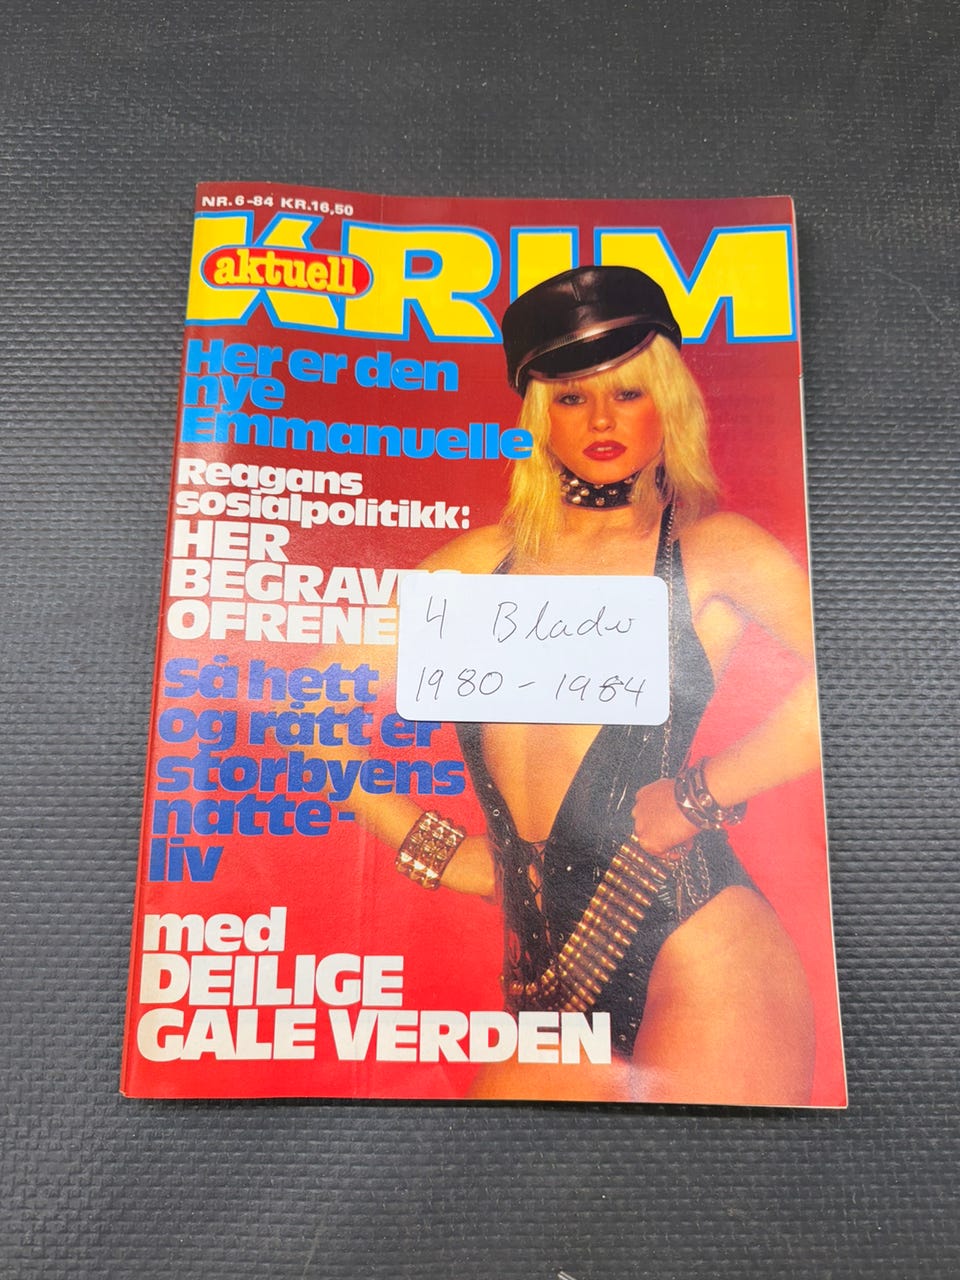 NR.6-84 KR.16,50
KRIM
aktuell
Her er den
nye
Emmanuelle
Reagans
sosialpolitikk:
HER
BEGRAVES
OFRENE
Så hett
og rått er
storbyens
natte-
liv
med
DEILIGE
GALE VERDEN
4 Blader
1980 - 1984